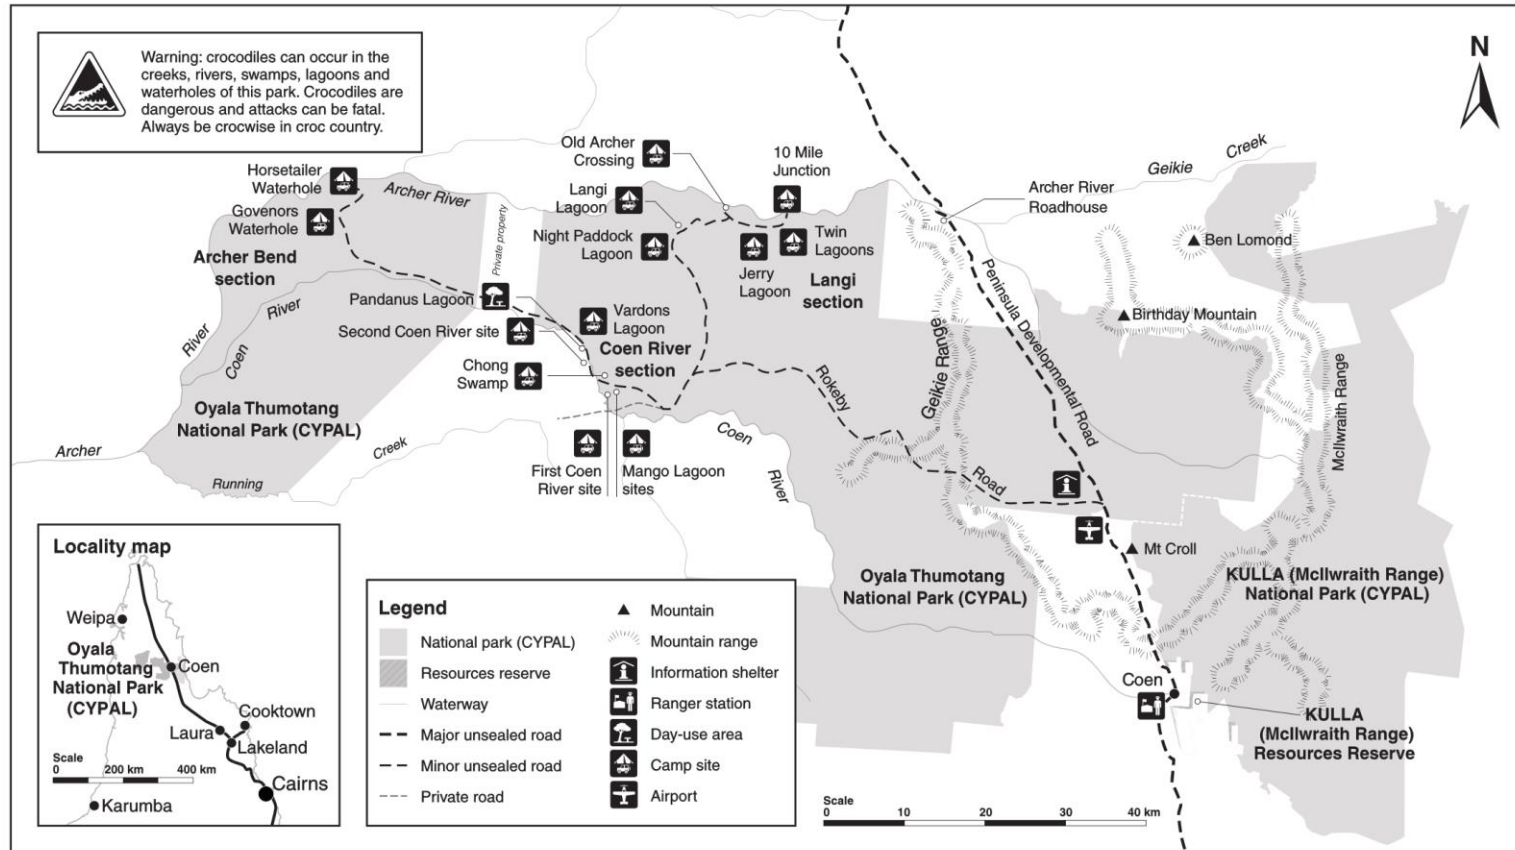 Warning: crocodiles can occur in the
creeks, rivers, swamps, lagoons and
waterholes of this park. Crocodiles are
dangerous and attacks can be fatal.
Always be crocwise in croc country.
N
Horsetailer
Waterhole
Govenors
Waterhole
Archer Bend
section
Archer River
Private property
Old Archer
Crossing
Langi
Lagoon
Night Paddock
Lagoon
10 Mile
Junction
Twin
Lagoons
Jerry
Lagoon
Langi
section
Geikie Creek
Archer River
Roadhouse
Ben Lomond
Birthday Mountain
Peninsula Developmental Road
Geikie Range
McIlwraith Range
Pandanus Lagoon
Second Coen River site
Vardons
Lagoon
Coen River
section
Chong
Swamp
First Coen
River site
Mango Lagoon
sites
River
Coen River
Oyala Thumotang
National Park (CYPAL)
Archer
Running
Creek
Coen
River
Rokeby
Road
Mt Croll
Oyala Thumotang
National Park (CYPAL)
KULLA (McIlwraith Range)
National Park (CYPAL)
Coen
KULLA
(McIlwraith Range)
Resources Reserve
Locality map
Weipa
Oyala
Thumotang
National Park
(CYPAL)
Coen
Cooktown
Laura
Lakeland
Cairns
Karumba
Scale
0 200 km 400 km
Legend
National park (CYPAL)
Resources reserve
Waterway
Major unsealed road
Minor unsealed road
Private road
Mountain
Mountain range
Information shelter
Ranger station
Day-use area
Camp site
Airport
Scale
0 10 20 30 40 km